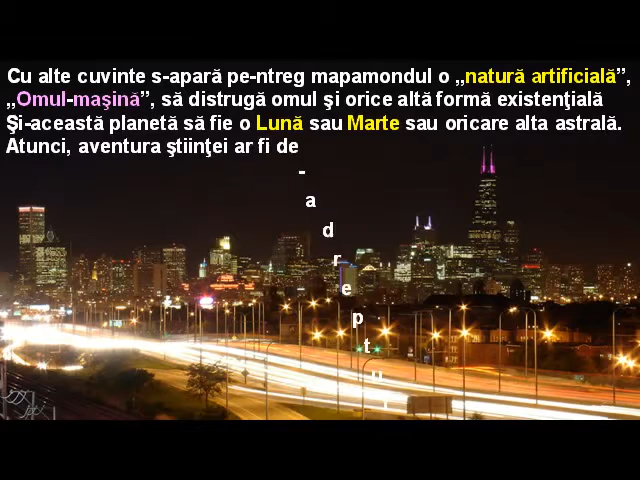 Cu alte cuvinte s-apară pe-ntreg mapamondul o „natură artificială”,
„Omul-maşină”, să distrugă omul şi orice altă formă existenţială
Şi-această planetă să fie o Lună sau Marte sau oricare alta astrală.
Atunci, aventura ştiinţei ar fi de
-
a
d
r
e
p
t
u
l